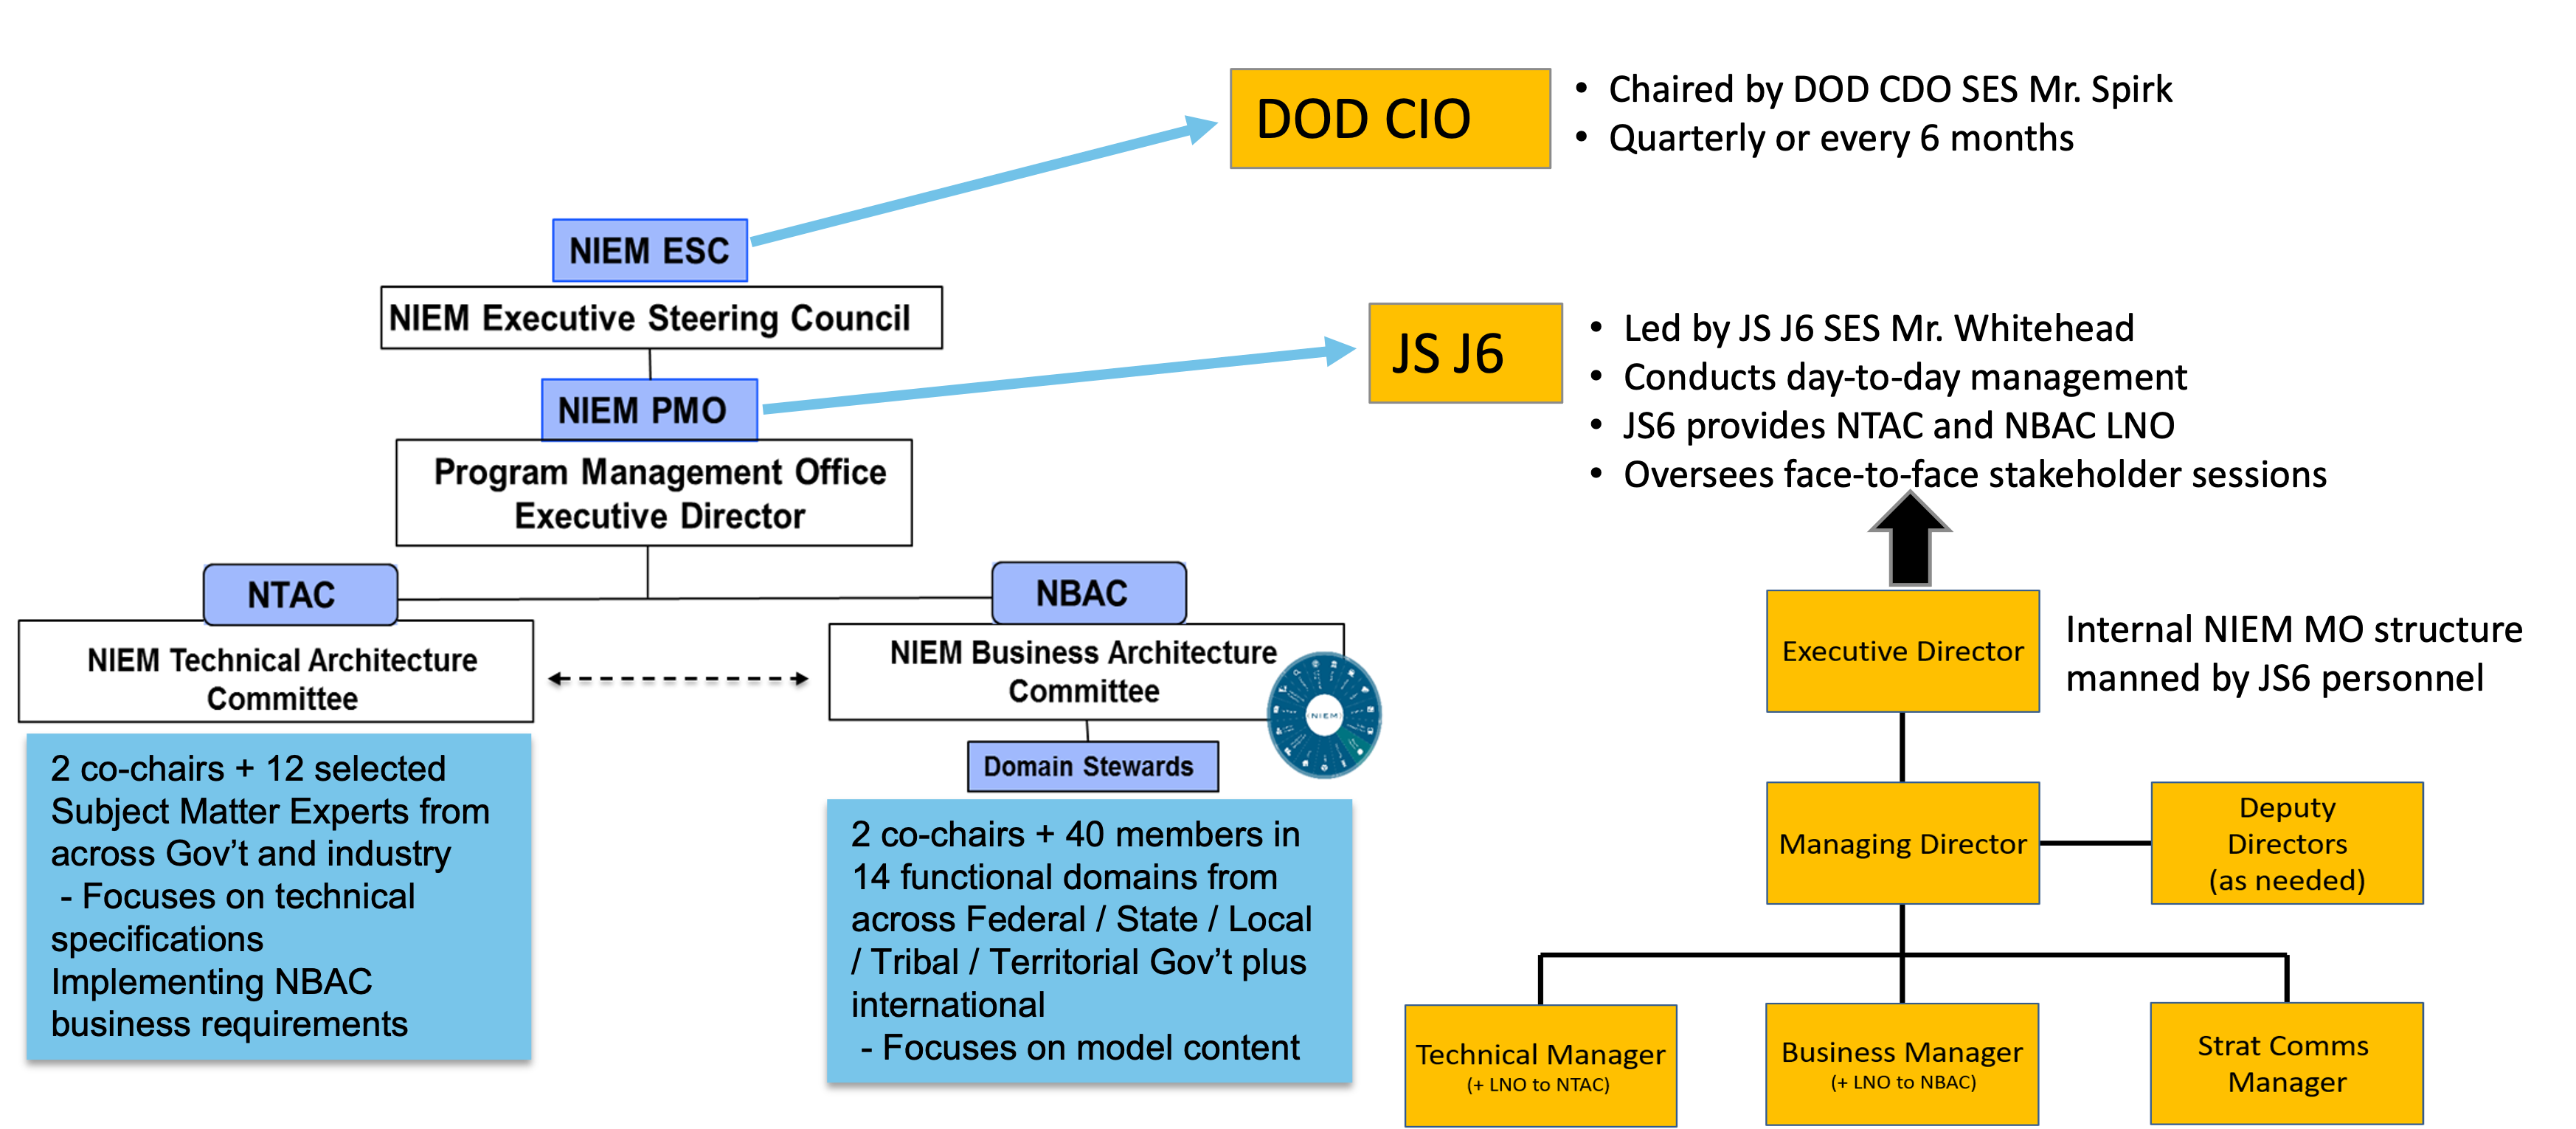 DOD CIO
• Chaired by DOD CDO SES Mr. Spirk
• Quarterly or every 6 months
NIEM ESC
NIEM Executive Steering Council
NIEM PMO
Program Management Office
Executive Director
JS J6
• Led by JS J6 SES Mr. Whitehead
• Conducts day-to-day management
• JS6 provides NTAC and NBAC LNO
• Oversees face-to-face stakeholder sessions
NTAC
NIEM Technical Architecture
Committee
2 co-chairs + 12 selected
Subject Matter Experts from
across Gov’t and industry
- Focuses on technical
specifications
Implementing NBAC
business requirements
NBAC
NIEM Business Architecture
Committee
NIEM
Domain Stewards
2 co-chairs + 40 members in
14 functional domains from
across Federal / State / Local
/ Tribal / Territorial Gov’t plus
international
- Focuses on model content
Executive Director
Internal NIEM MO structure
manned by JS6 personnel
Managing Director
Deputy
Directors
(as needed)
Technical Manager
(+ LNO to NTAC)
Business Manager
(+ LNO to NBAC)
Strat Comms
Manager